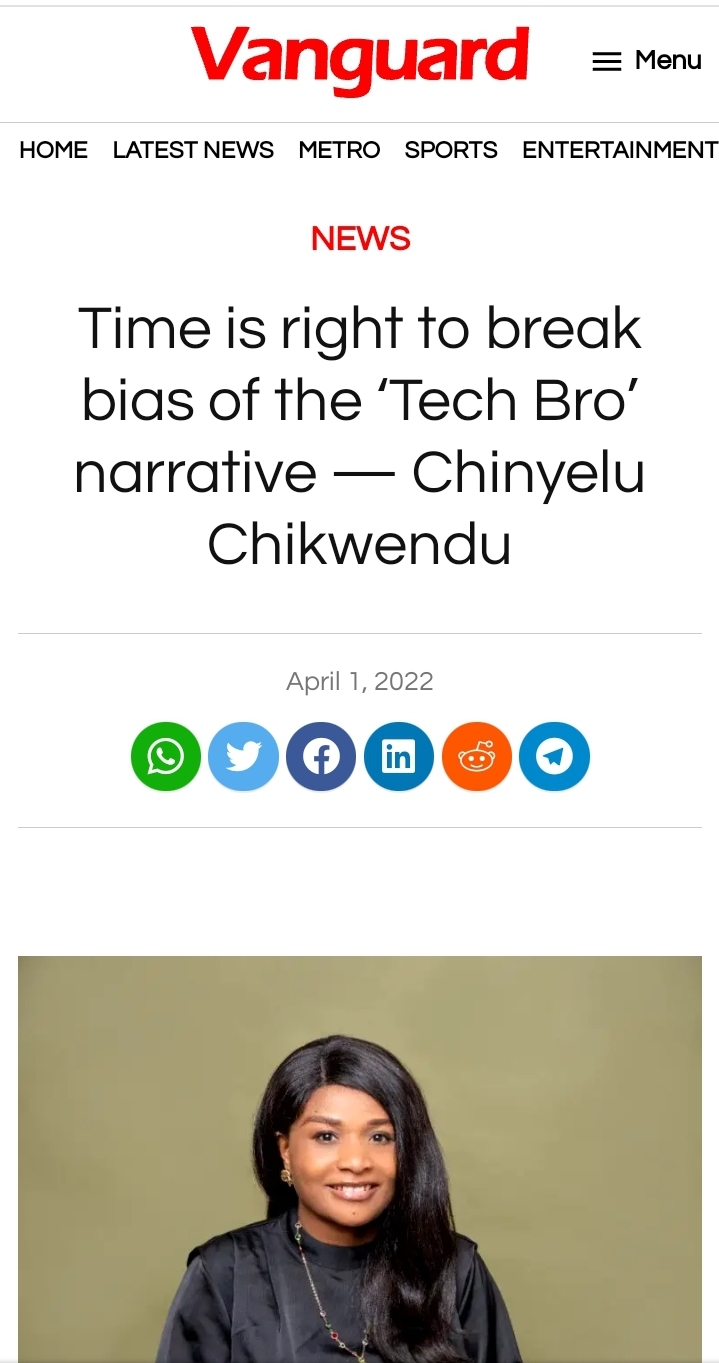 Vanguard
Menu
HOME LATEST NEWS METRO SPORTS ENTERTAINMENT
NEWS
Time is right to break
bias of the ‘Tech Bro’
narrative — Chinyelu
Chikwendu
April 1, 2022